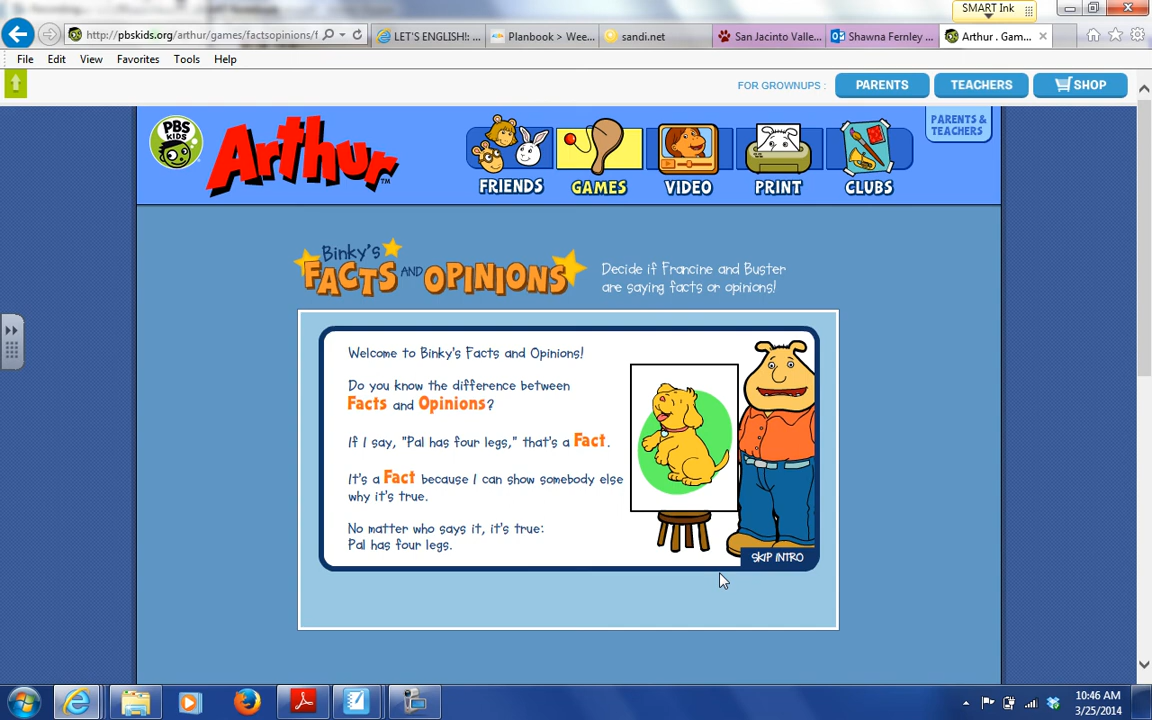 SMART Ink
http://pbskids.org/arthur/games/factsopinions/f
LET'S ENGLISH!: ...
Planbook > Wee...
sandi.net
San Jacinto Valle...
Shawna Fernley ...
Arthur . Gam...
File Edit View Favorites Tools Help
FOR GROWNUPS : PARENTS TEACHERS SHOP
PBS KIDS
Arthur™
FRIENDS GAMES VIDEO PRINT CLUBS
PARENTS & TEACHERS
Binky's
FACTS AND OPINIONS
Decide if Francine and Buster
are saying facts or opinions!
Welcome to Binky's Facts and Opinions!
Do you know the difference between
Facts and Opinions?
If I say, "Pal has four legs," that's a Fact.
It's a Fact because I can show somebody else
why it's true.
No matter who says it, it's true:
Pal has four legs.
SKIP INTRO
10:46 AM
3/25/2014